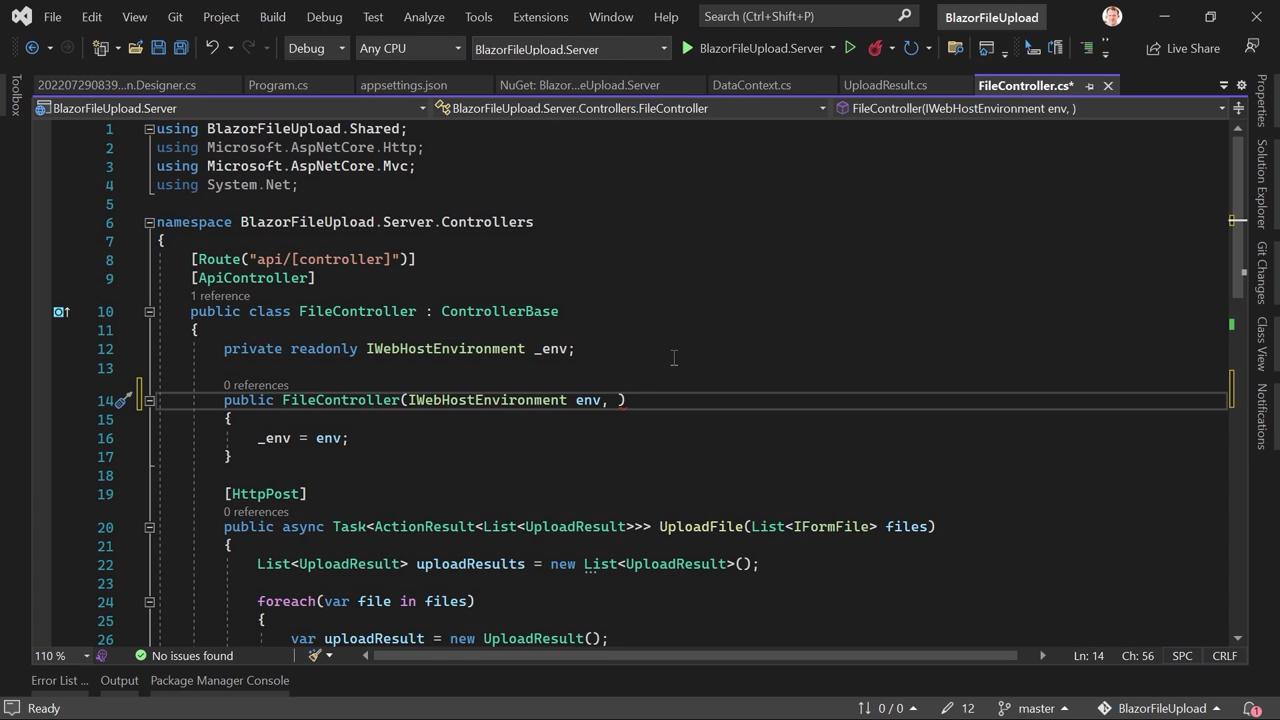 File Edit View Git Project Build Debug Test Analyze Tools Extensions Window Help Search (Ctrl+Shift+P) BlazorFileUpload
Debug Any CPU BlazorFileUpload.Server BlazorFileUpload.Server Live Share
202207290839...n.Designer.cs Program.cs appsettings.json NuGet: Blazor...eUpload.Server DataContext.cs UploadResult.cs FileController.cs*
BlazorFileUpload.Server BlazorFileUpload.Server.Controllers.FileController FileController(IWebHostEnvironment env, )
Toolbox
Properties
Solution Explorer
Git Changes
Class View
1 using BlazorFileUpload.Shared;
2 using Microsoft.AspNetCore.Http;
3 using Microsoft.AspNetCore.Mvc;
4 using System.Net;
5
6 namespace BlazorFileUpload.Server.Controllers
7 {
8 [Route("api/[controller]")]
9 [ApiController]
1 reference
10 public class FileController : ControllerBase
11 {
12 private readonly IWebHostEnvironment _env;
13
0 references
14 public FileController(IWebHostEnvironment env, )
15 {
16 _env = env;
17 }
18
19 [HttpPost]
0 references
20 public async Task<ActionResult<List<UploadResult>>> UploadFile(List<IFormFile> files)
21 {
22 List<UploadResult> uploadResults = new List<UploadResult>();
23
24 foreach(var file in files)
25 {
26 var uploadResult = new UploadResult();
110 % No issues found Ln: 14 Ch: 56 SPC CRLF
Error List ... Output Package Manager Console
Ready 0 / 0 12 master BlazorFileUpload 1